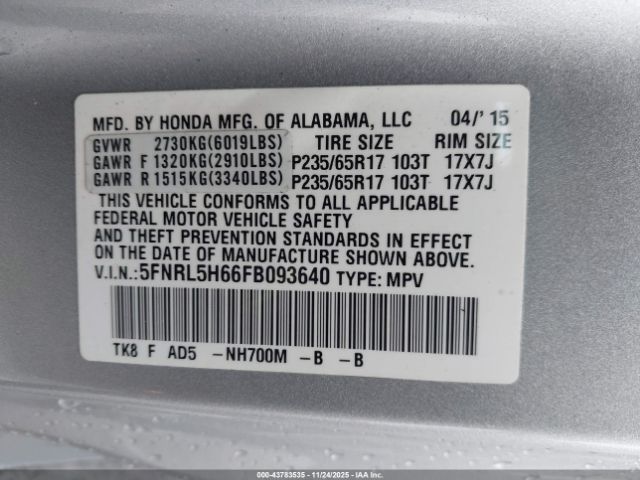 MFD. BY HONDA MFG. OF ALABAMA, LLC 04/'15
GVWR 2730KG(6019LBS) TIRE SIZE RIM SIZE
GAWR F 1320KG(2910LBS) P235/65R17 103T 17X7J
GAWR R 1515KG(3340LBS) P235/65R17 103T 17X7J
THIS VEHICLE CONFORMS TO ALL APPLICABLE
FEDERAL MOTOR VEHICLE SAFETY
AND THEFT PREVENTION STANDARDS IN EFFECT
ON THE DATE OF MANUFACTURE SHOWN ABOVE.
V.I.N.:5FNRL5H66FB093640 TYPE: MPV
TK8 F AD5 -NH700M -B -B
000-43783535 - 11/24/2025 - IAA Inc.